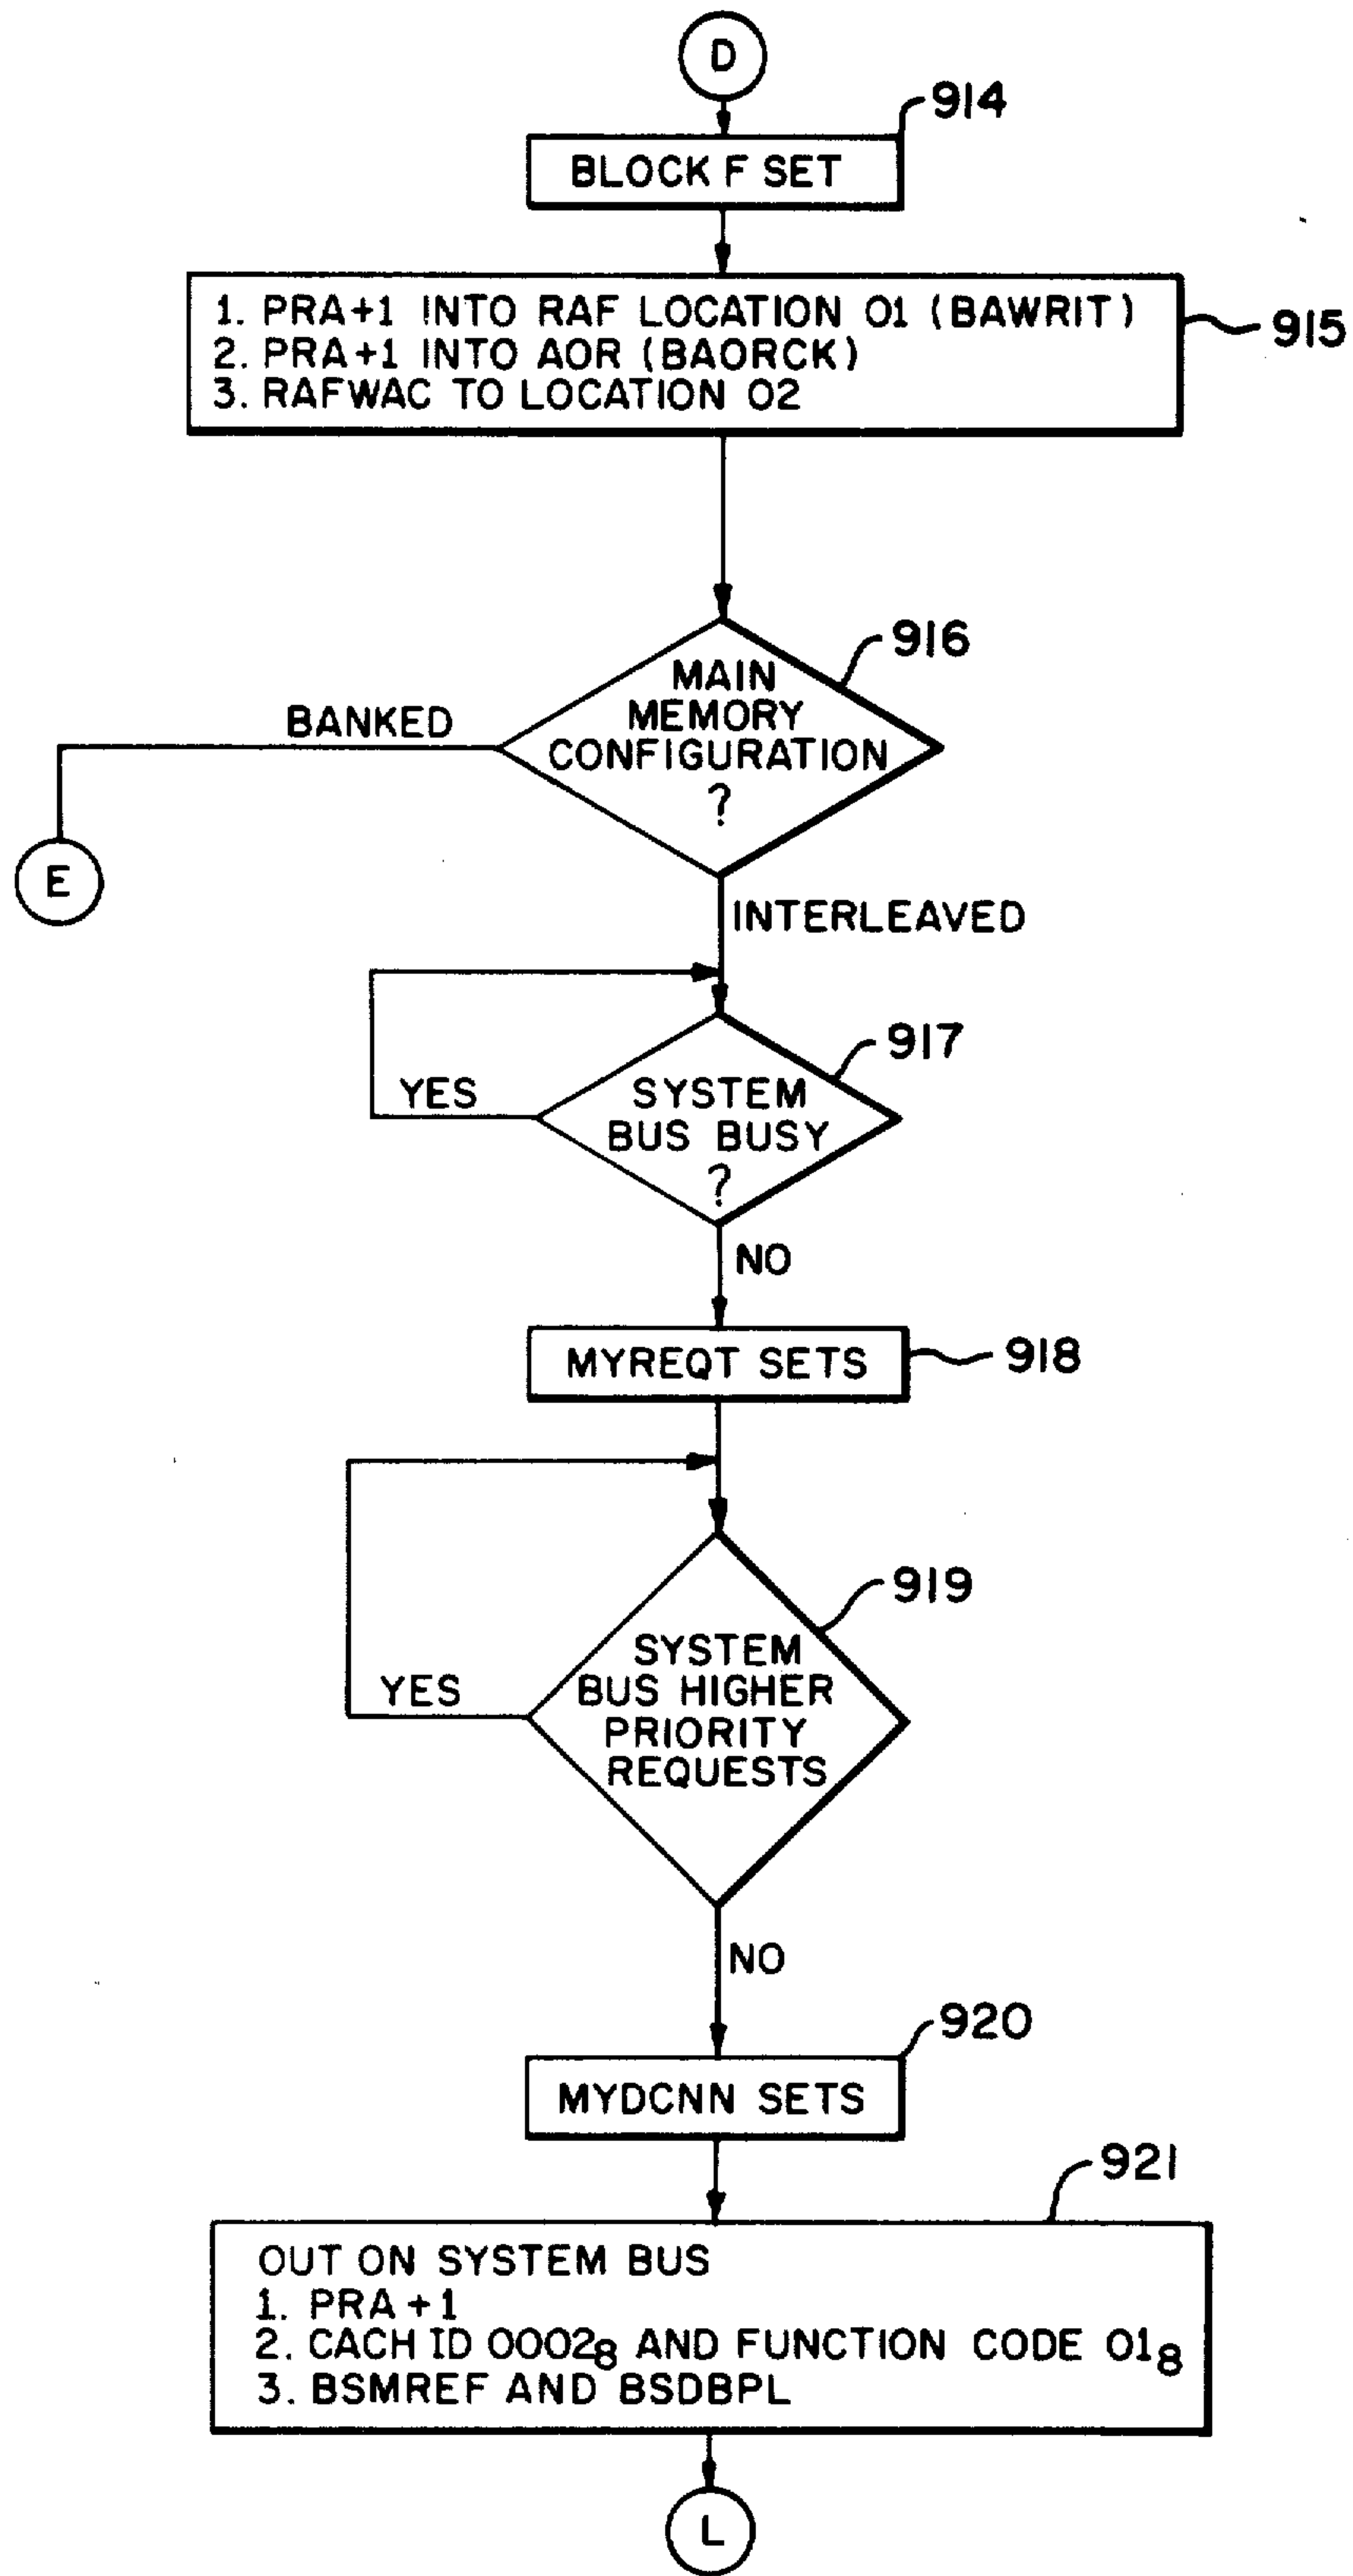 D
914
BLOCK F SET
1. PRA+1 INTO RAF LOCATION 01 (BAWRIT)
2. PRA+1 INTO AOR (BAORCK)
3. RAFWAC TO LOCATION 02
915
916
MAIN
MEMORY
CONFIGURATION
?
BANKED
E
INTERLEAVED
917
SYSTEM
BUS BUSY
?
YES
NO
MYREQT SETS
918
919
SYSTEM
BUS HIGHER
PRIORITY
REQUESTS
YES
NO
920
MYDCNN SETS
921
OUT ON SYSTEM BUS
1. PRA+1
2. CACH ID 0002₈ AND FUNCTION CODE 01₈
3. BSMREF AND BSDBPL
L